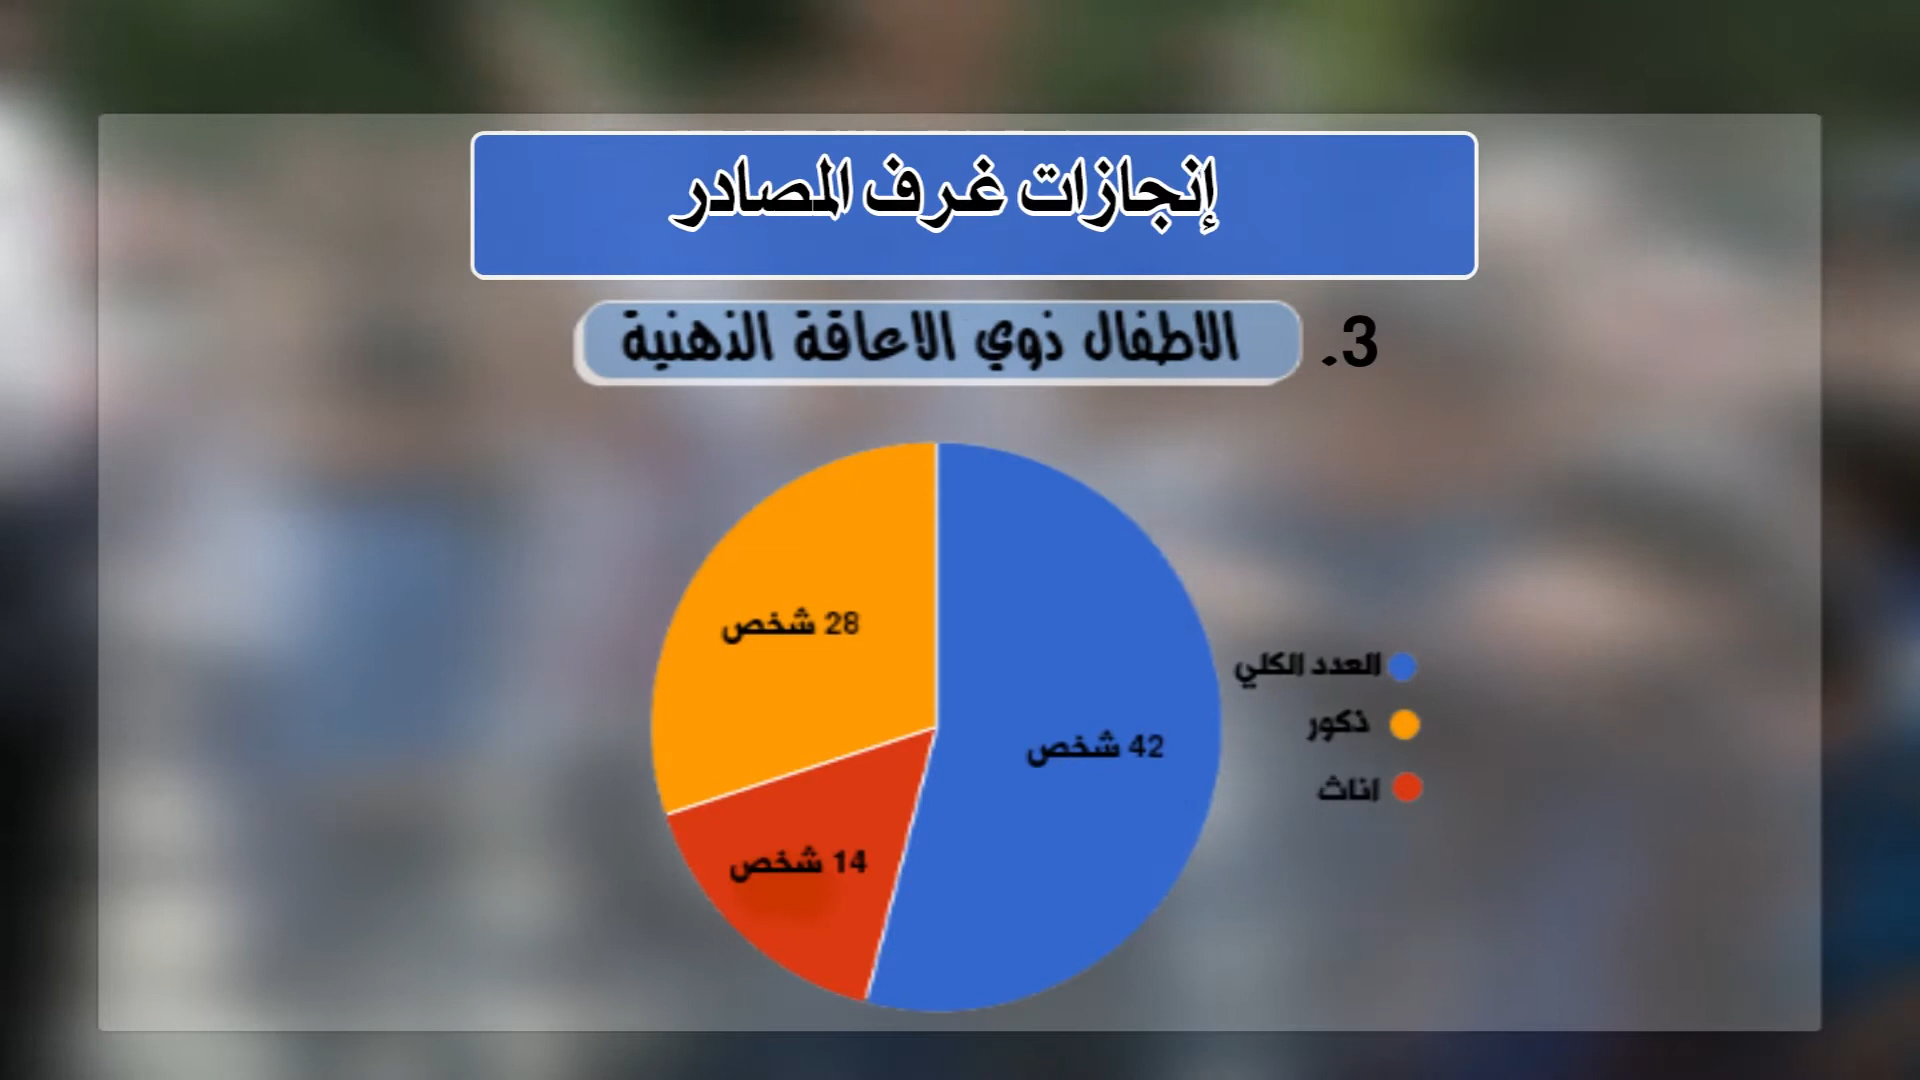 إنجازات غرف المصادر
3. الاطفال ذوي الاعاقة الذهنية
28 شخص
42 شخص
14 شخص
العدد الكلي
ذكور
اناث